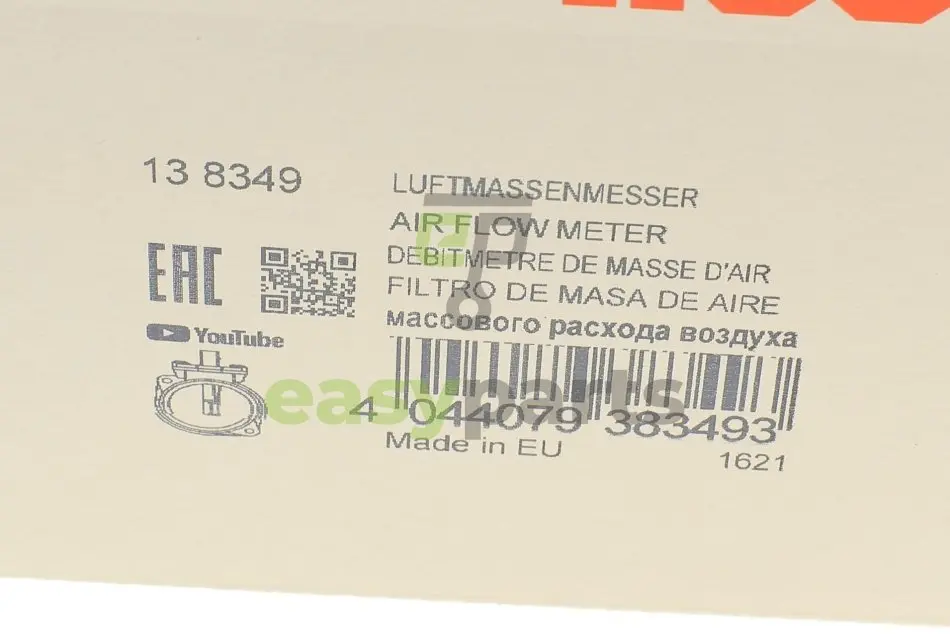 13 8349
LUFTMASSENMESSER
AIR FLOW METER
DEBITMETRE DE MASSE D'AIR
FILTRO DE MASA DE AIRE
массового расхода воздуха
EAC
YouTube
easyparts
4 044079 383493
Made in EU
1621